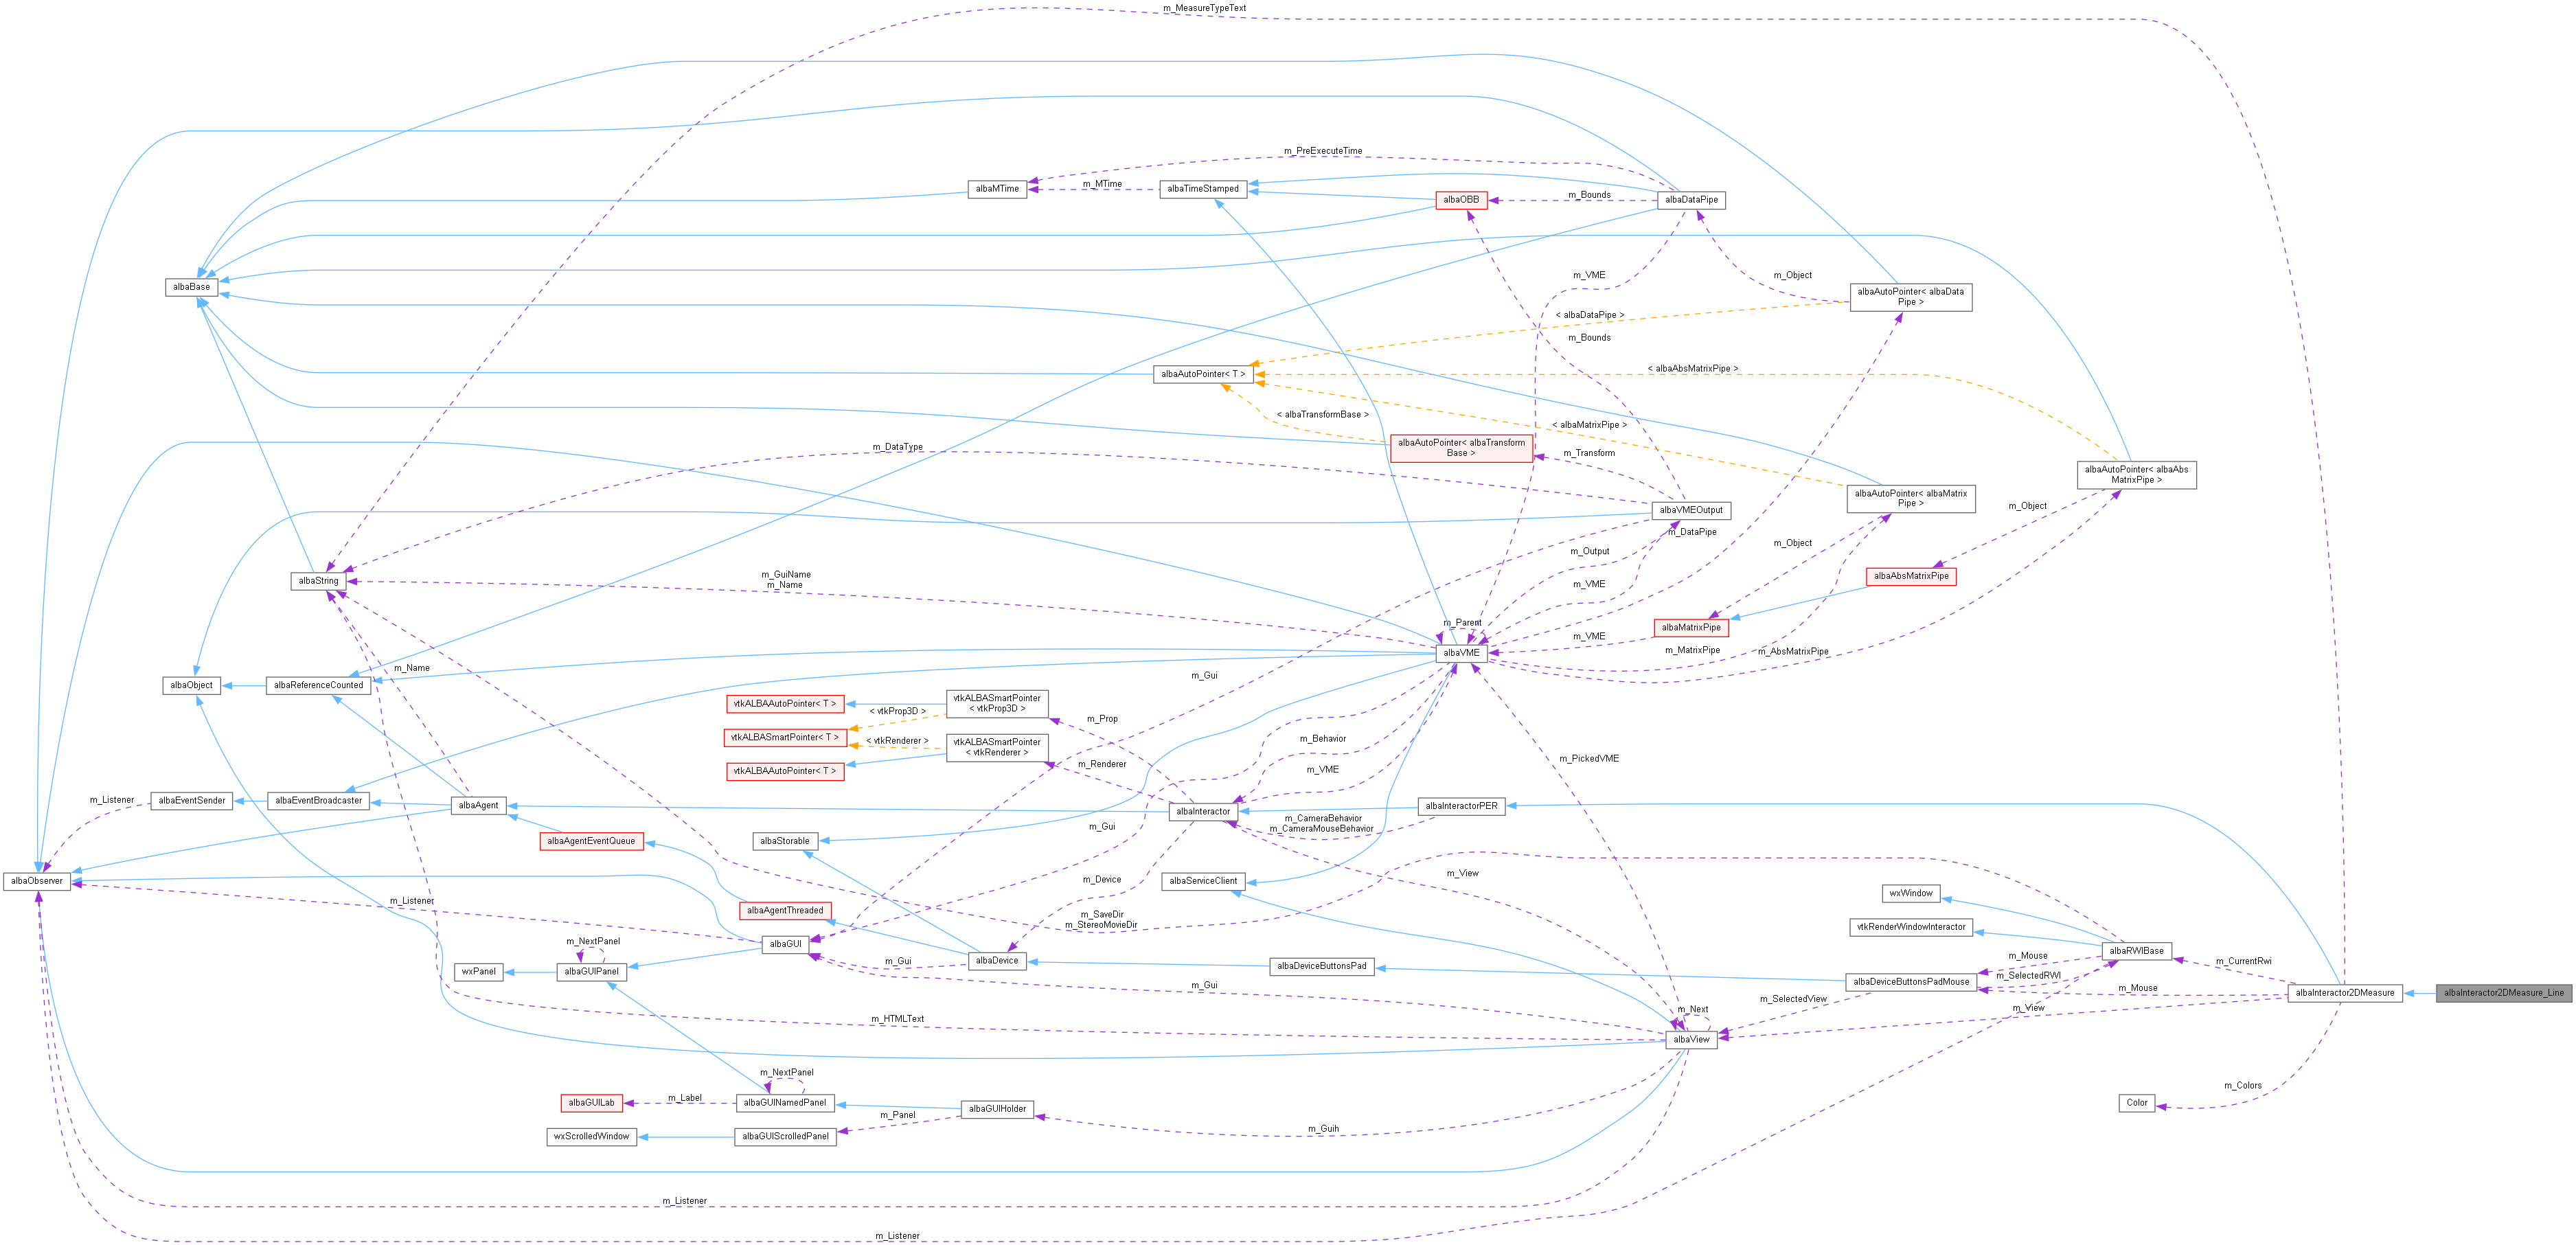 m_MeasureTypeText
m_PreExecuteTime
albaMTime
m_MTime
albaTimeStamped
albaOBB
m_Bounds
albaDataPipe
albaBase
m_VME
m_Object
albaAutoPointer< albaData
Pipe >
< albaDataPipe >
m_Bounds
albaAutoPointer< T >
< albaAbsMatrixPipe >
< albaTransformBase >
< albaMatrixPipe >
m_DataType
albaAutoPointer< albaTransform
Base >
m_Transform
albaAutoPointer< albaAbs
MatrixPipe >
albaAutoPointer< albaMatrix
Pipe >
albaVMEOutput
m_Object
m_DataPipe
m_Object
m_Output
albaString
m_GuiName
m_Name
m_VME
albaAbsMatrixPipe
m_Parent
albaMatrixPipe
m_VME
albaVME
m_MatrixPipe
m_AbsMatrixPipe
m_Name
m_Gui
albaObject
albaReferenceCounted
vtkALBAAutoPointer< T >
vtkALBASmartPointer
< vtkProp3D >
< vtkProp3D >
m_Prop
vtkALBASmartPointer< T >
< vtkRenderer >
vtkALBASmartPointer
< vtkRenderer >
m_Behavior
m_PickedVME
vtkALBAAutoPointer< T >
m_Renderer
m_VME
m_Listener
albaEventSender
albaEventBroadcaster
albaAgent
albaInteractor
albaInteractorPER
m_CameraBehavior
m_CameraMouseBehavior
m_Gui
albaAgentEventQueue
albaStorable
albaObserver
m_Device
albaServiceClient
m_View
wxWindow
m_Listener
albaAgentThreaded
m_SaveDir
m_StereoMovieDir
vtkRenderWindowInteractor
m_NextPanel
albaGUI
albaRWIBase
wxPanel
albaGUIPanel
m_Gui
albaDevice
albaDeviceButtonsPad
m_Mouse
m_CurrentRwi
m_SelectedRWI
albaDeviceButtonsPadMouse
m_Gui
m_Mouse
albaInteractor2DMeasure
albaInteractor2DMeasure_Line
m_SelectedView
m_Next
m_View
m_HTMLText
albaView
m_NextPanel
m_Colors
albaGUILab
m_Label
albaGUINamedPanel
albaGUIHolder
Color
m_Panel
m_Guih
wxScrolledWindow
albaGUIScrolledPanel
m_Listener
m_Listener